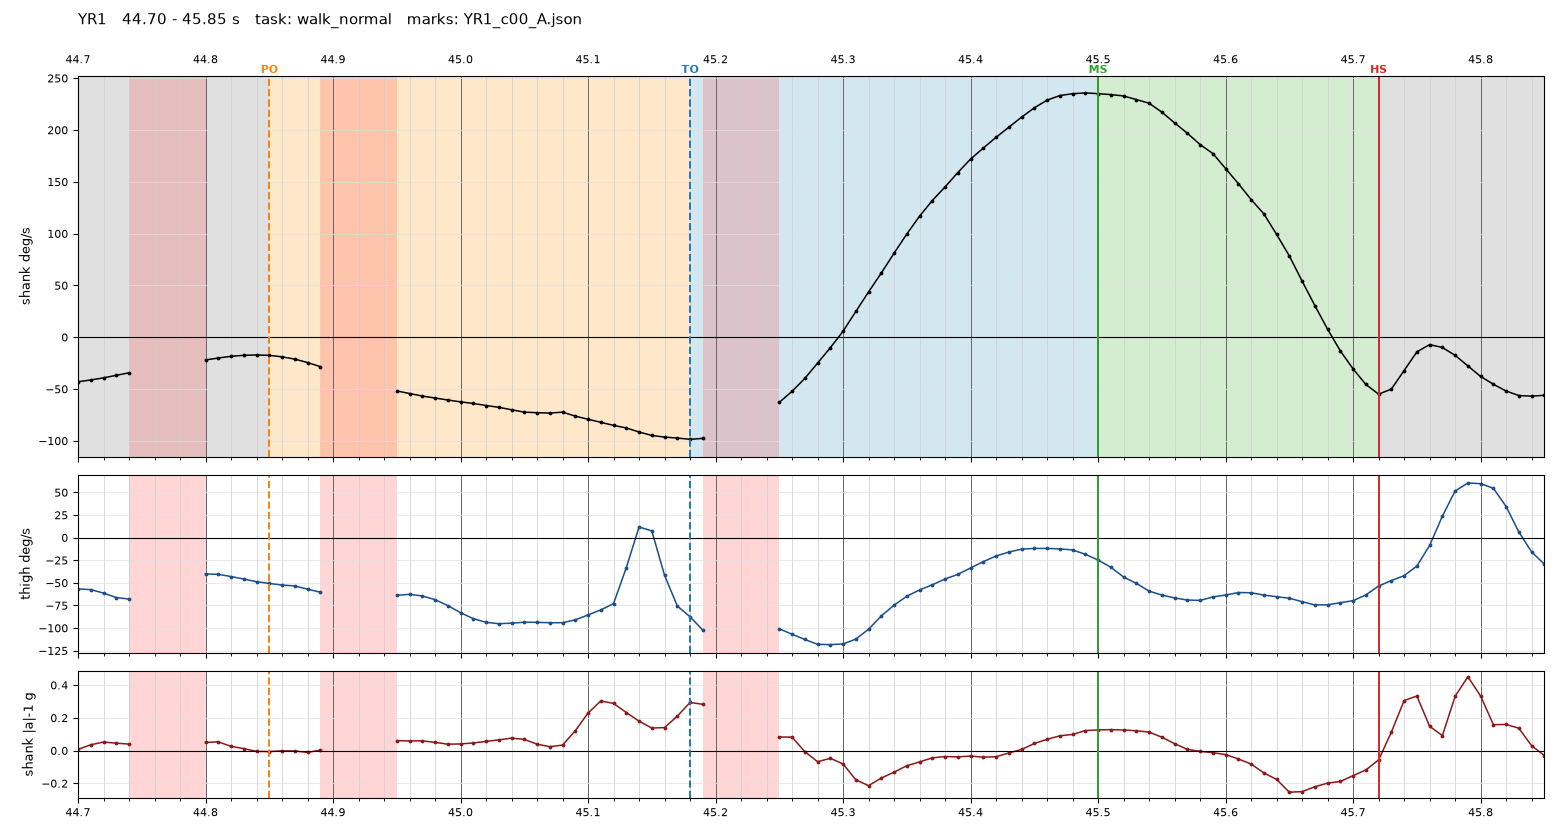 YR1   44.70 - 45.85 s   task: walk_normal   marks: YR1_c00_A.json
44.7 44.8 44.9 45.0 45.1 45.2 45.3 45.4 45.5 45.6 45.7 45.8
PO TO MS HS
250
200
150
100
50
0
−50
−100
shank deg/s
50
25
0
−25
−50
−75
−100
−125
thigh deg/s
0.4
0.2
0.0
−0.2
shank |a|-1 g
44.7 44.8 44.9 45.0 45.1 45.2 45.3 45.4 45.5 45.6 45.7 45.8